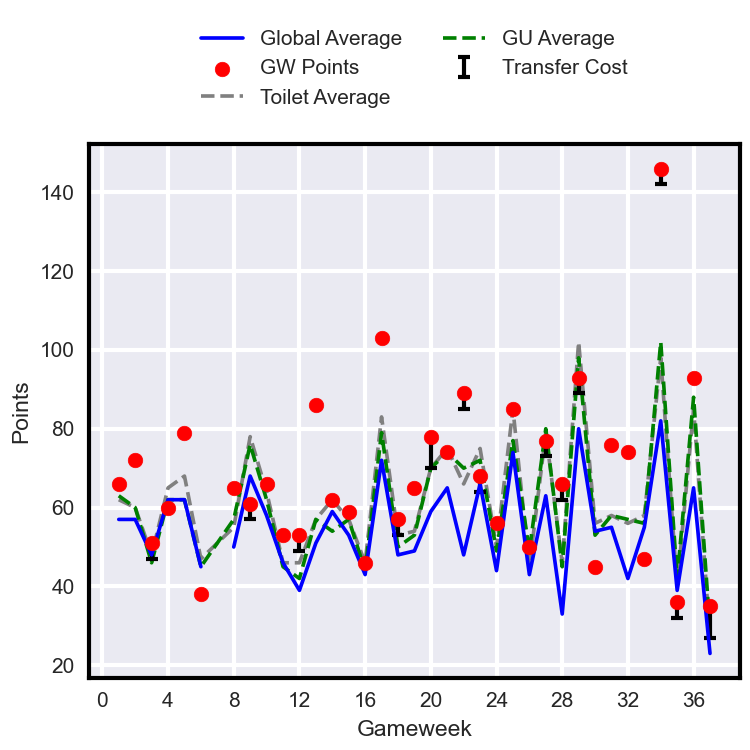 Global Average
GW Points
Toilet Average
GU Average
Transfer Cost
Points
140
120
100
80
60
40
20
0 4 8 12 16 20 24 28 32 36
Gameweek